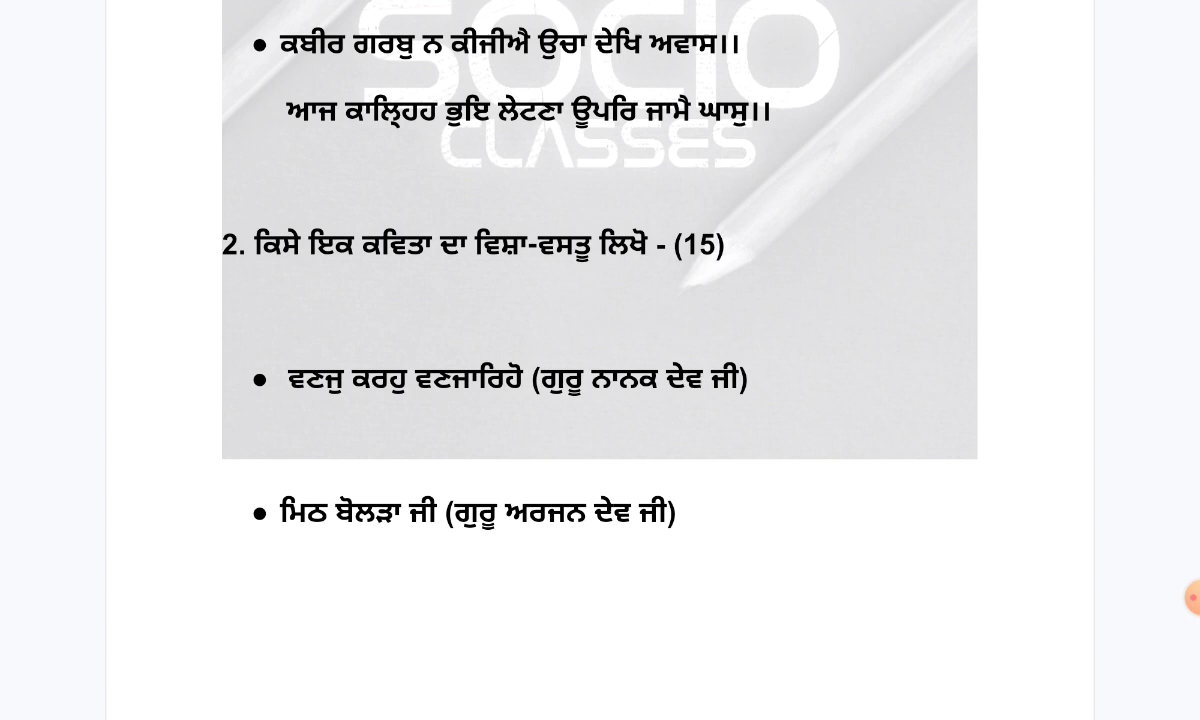 SOCIO
CLASSES
● ਕਬੀਰ ਗਰਬੁ ਨ ਕੀਜੀਐ ਉਚਾ ਦੇਖਿ ਅਵਾਸ।।
ਆਜ ਕਾਲ੍ਹਿਹ ਭੁਇ ਲੇਟਣਾ ਊਪਰਿ ਜਾਮੈ ਘਾਸੁ।।
2. ਕਿਸੇ ਇਕ ਕਵਿਤਾ ਦਾ ਵਿਸ਼ਾ-ਵਸਤੂ ਲਿਖੋ - (15)
● ਵਣਜੁ ਕਰਹੁ ਵਣਜਾਰਿਹੋ (ਗੁਰੂ ਨਾਨਕ ਦੇਵ ਜੀ)
● ਮਿਠ ਬੋਲੜਾ ਜੀ (ਗੁਰੂ ਅਰਜਨ ਦੇਵ ਜੀ)